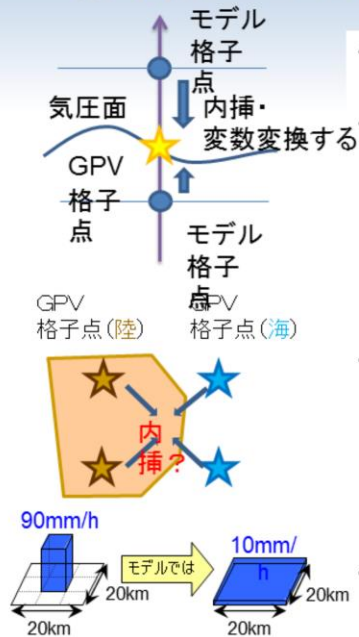 モデル
格子
点
気圧面
内挿・
変数変換する
GPV
格子
点
モデル
格子
点
GPV
格子点(陸)
GPV
格子点(海)
内
挿?
90mm/h
モデルでは
10mm/
h
20km
20km
20km
20km